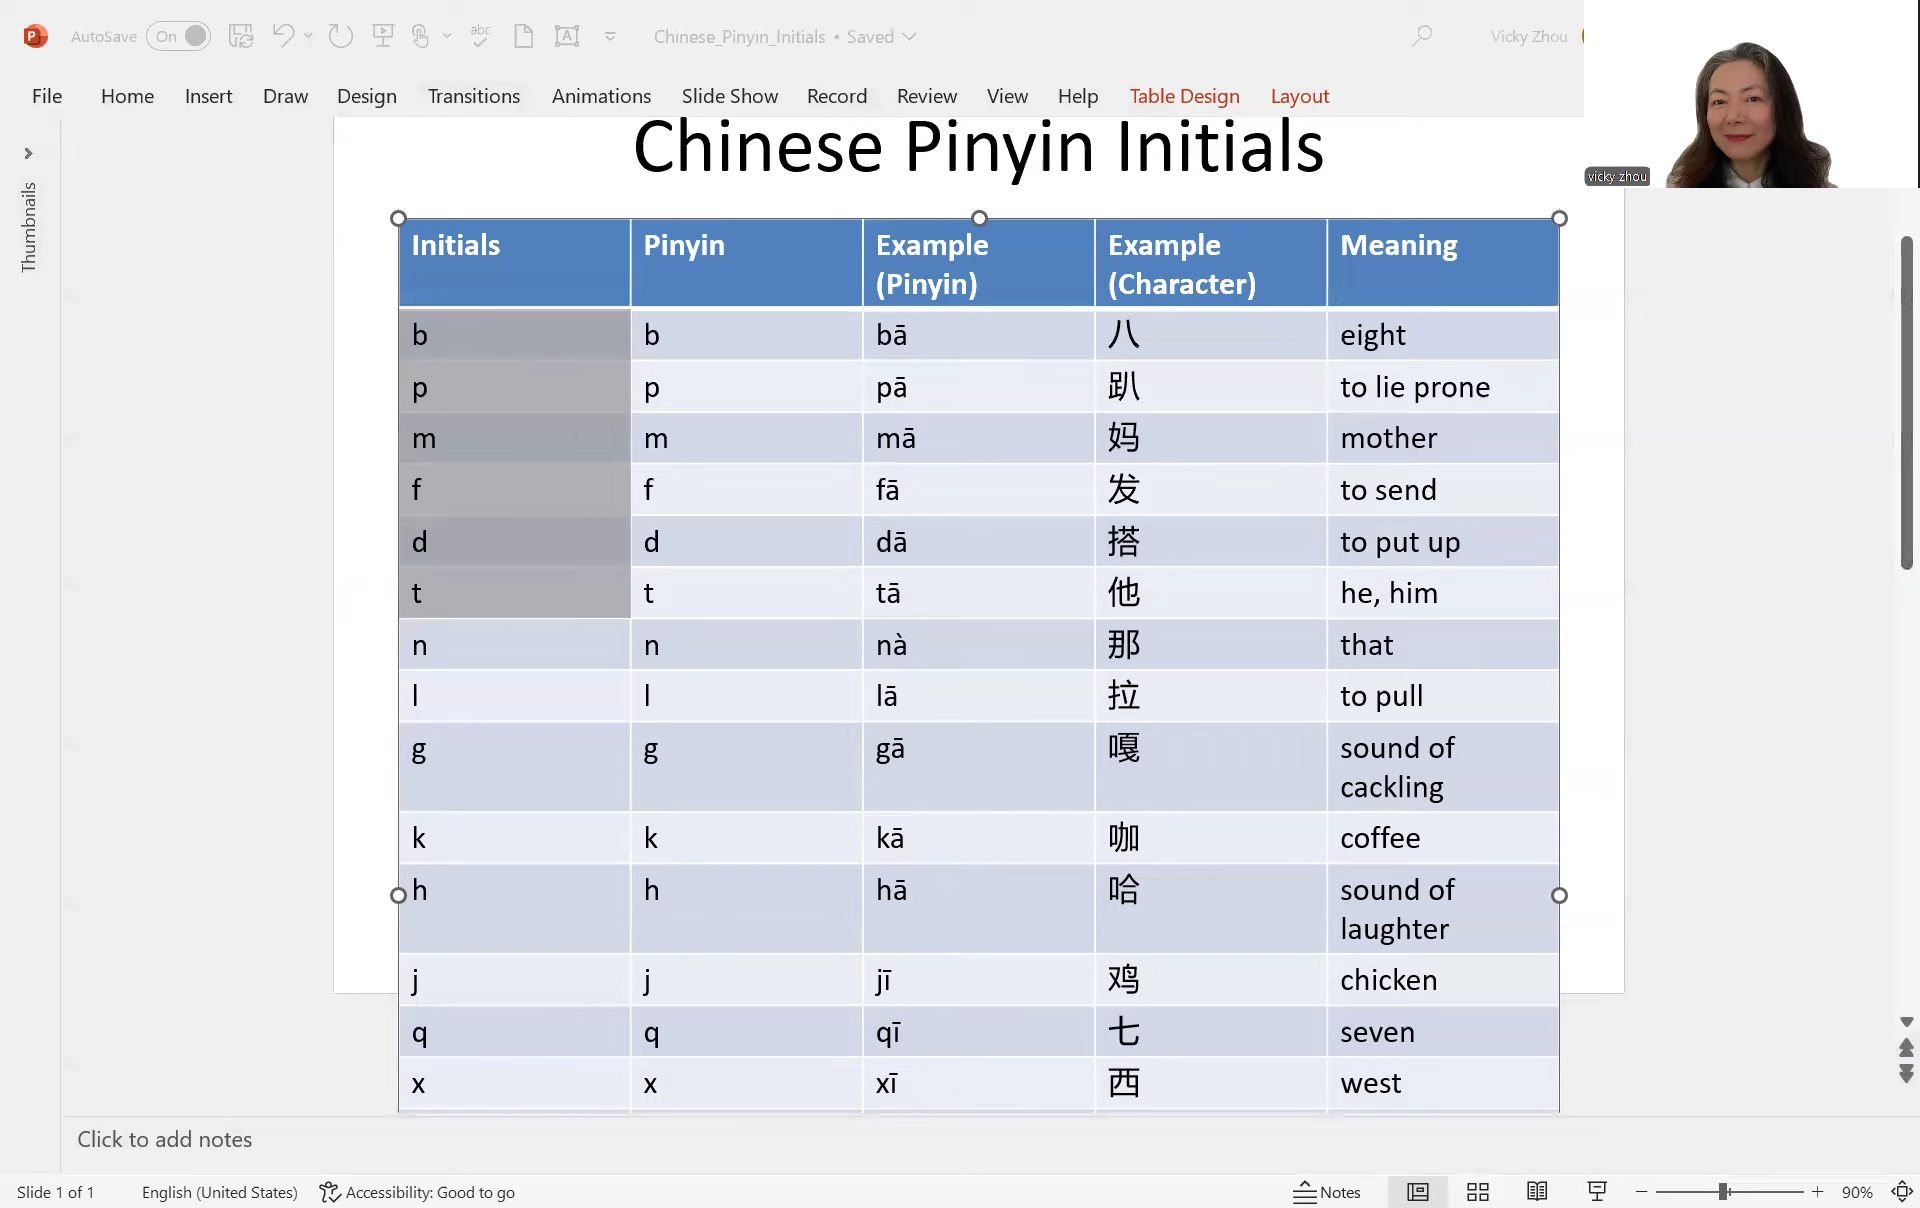 AutoSave On Chinese_Pinyin_Initials • Saved Vicky Zhou
File Home Insert Draw Design Transitions Animations Slide Show Record Review View Help Table Design Layout
vicky zhou
Thumbnails
Chinese Pinyin Initials
Initials Pinyin Example (Pinyin) Example (Character) Meaning
b b bā 八 eight
p p pā 趴 to lie prone
m m mā 妈 mother
f f fā 发 to send
d d dā 搭 to put up
t t tā 他 he, him
n n nà 那 that
l l lā 拉 to pull
g g gā 嘎 sound of cackling
k k kā 咖 coffee
h h hā 哈 sound of laughter
j j jī 鸡 chicken
q q qī 七 seven
x x xī 西 west
Click to add notes
Slide 1 of 1 English (United States) Accessibility: Good to go Notes 90%